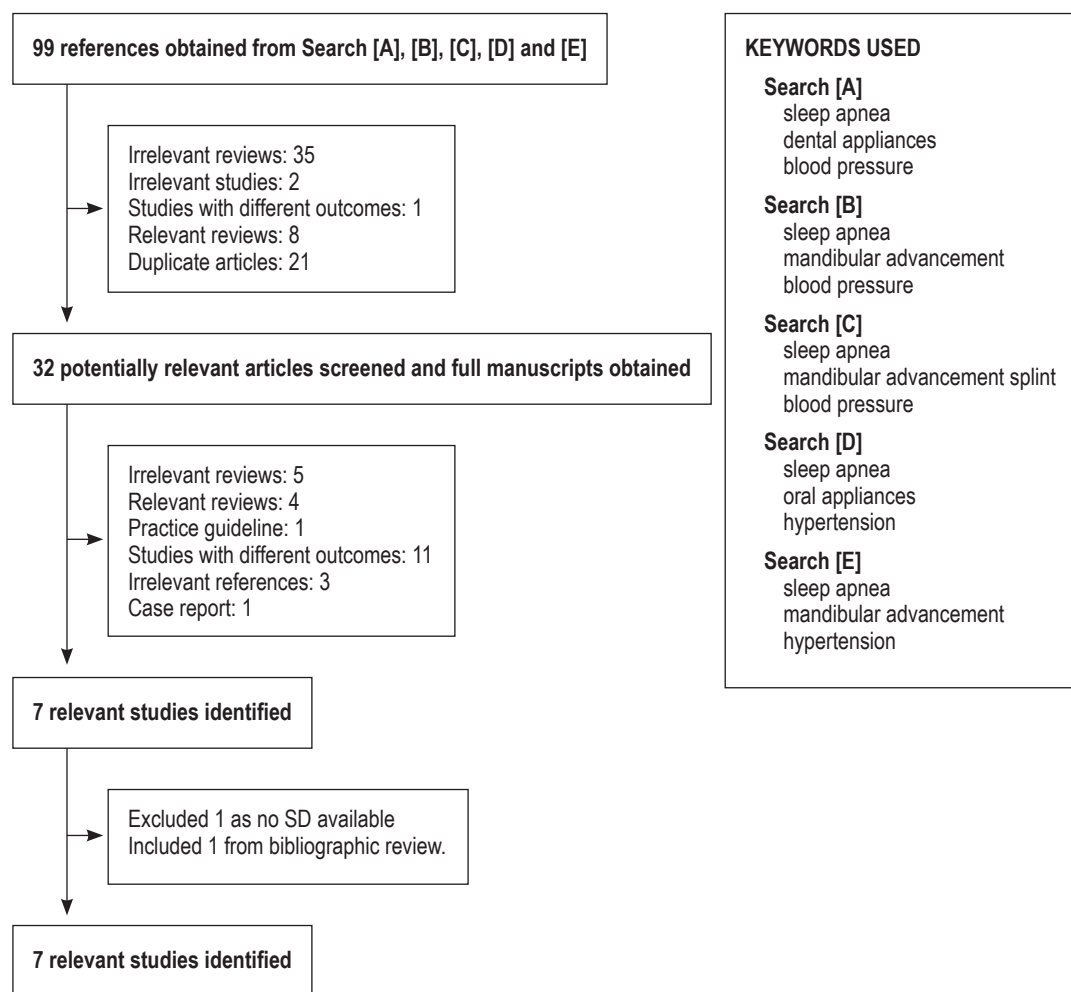 99 references obtained from Search [A], [B], [C], [D] and [E]
Irrelevant reviews: 35
Irrelevant studies: 2
Studies with different outcomes: 1
Relevant reviews: 8
Duplicate articles: 21
32 potentially relevant articles screened and full manuscripts obtained
Irrelevant reviews: 5
Relevant reviews: 4
Practice guideline: 1
Studies with different outcomes: 11
Irrelevant references: 3
Case report: 1
7 relevant studies identified
Excluded 1 as no SD available
Included 1 from bibliographic review.
7 relevant studies identified
KEYWORDS USED
Search [A]
sleep apnea
dental appliances
blood pressure
Search [B]
sleep apnea
mandibular advancement
blood pressure
Search [C]
sleep apnea
mandibular advancement splint
blood pressure
Search [D]
sleep apnea
oral appliances
hypertension
Search [E]
sleep apnea
mandibular advancement
hypertension